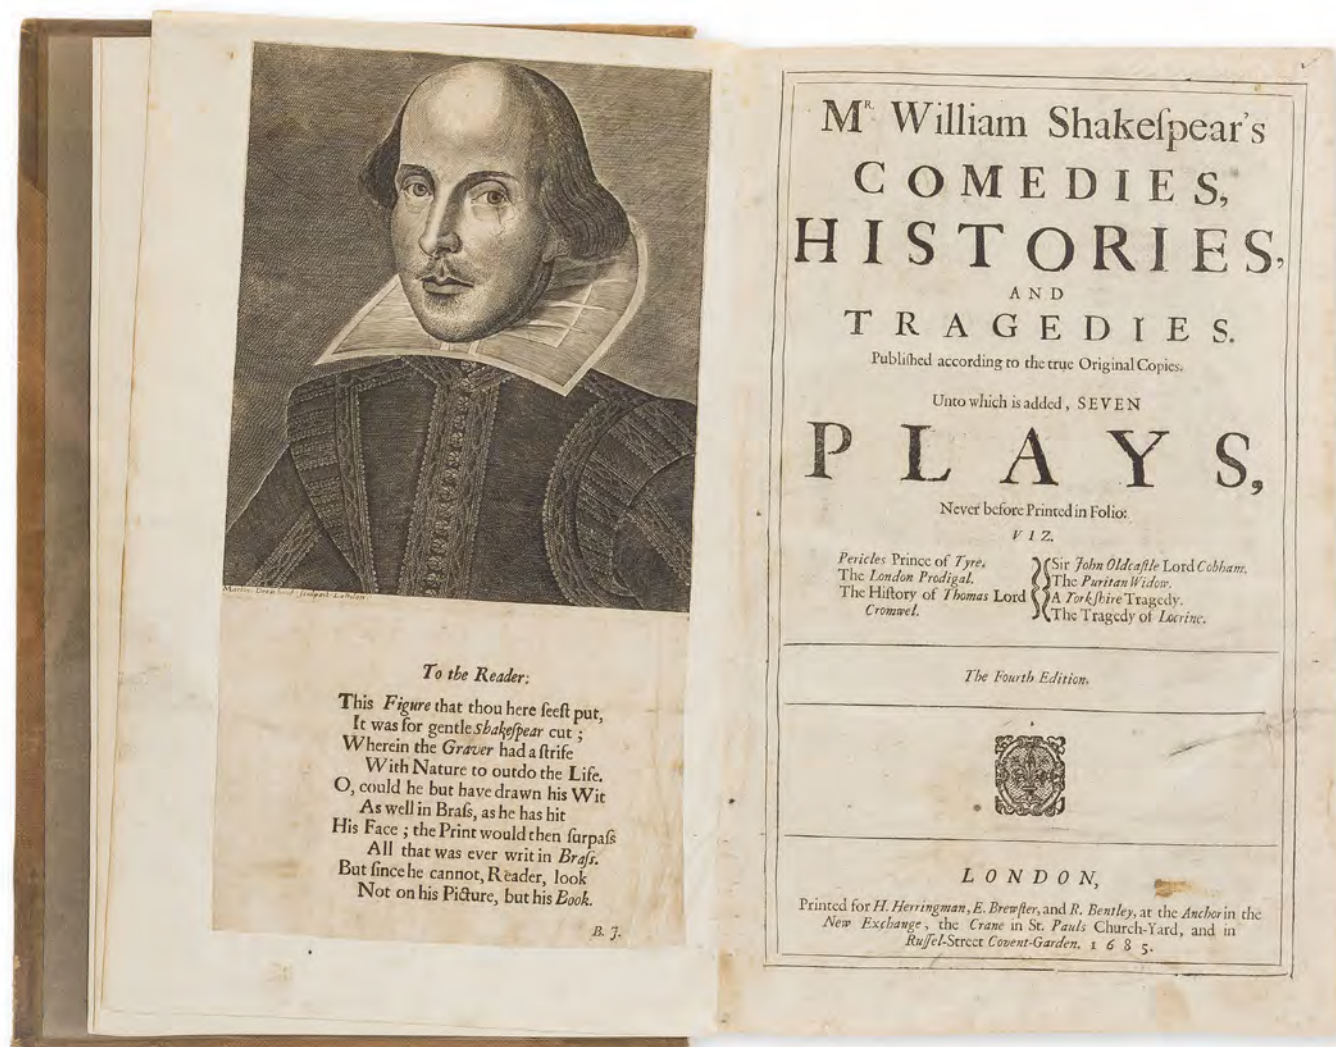 Martin Droeshout sculpsit London
To the Reader:
This Figure that thou here ſeeſt put,
It was for gentle Shakeſpear cut ;
Wherein the Graver had a ſtrife
With Nature to outdo the Life.
O, could he but have drawn his Wit
As well in Braſs, as he has hit
His Face ; the Print would then ſurpaſs
All that was ever writ in Braſs.
But ſince he cannot, Reader, look
Not on his Picture, but his Book.
B. J.
Mr. William Shakeſpear's
COMEDIES,
HISTORIES,
AND
TRAGEDIES.
Publiſhed according to the true Original Copies.
Unto which is added, SEVEN
PLAYS,
Never before Printed in Folio:
VIZ.
Pericles Prince of Tyre.
The London Prodigal.
The Hiſtory of Thomas Lord
Cromwel.
Sir John Oldcaſtle Lord Cobham.
The Puritan Widow.
A Yorkſhire Tragedy.
The Tragedy of Locrine.
The Fourth Edition.
LONDON,
Printed for H. Herringman, E. Brewſter, and R. Bentley, at the Anchor in the
New Exchange, the Crane in St. Pauls Church-Yard, and in
Ruſſel-Street Covent-Garden. 1685.